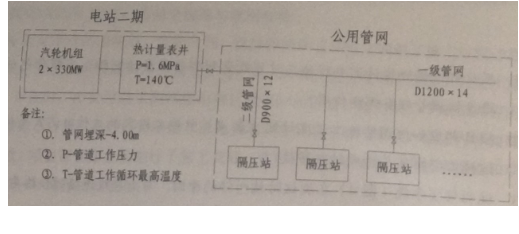 电站二期
公用管网
汽轮机组
2×330MW
热计量表井
P=1.6MPa
T=140℃
一级管网
D1200×14
二级管网
D900×12
备注:
①. 管网埋深-4.00m
②. P-管道工作压力
③. T-管道工作循环最高温度
隔压站
隔压站
隔压站
……